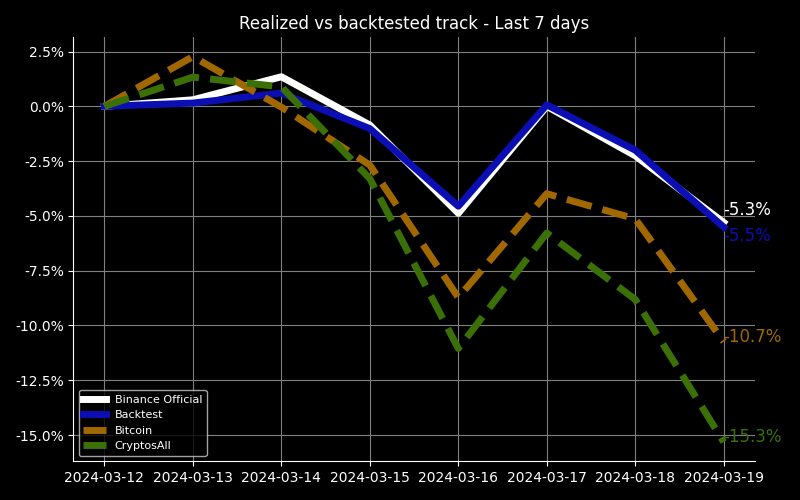 Realized vs backtested track - Last 7 days
2.5%
0.0%
-2.5%
-5.0%
-7.5%
-10.0%
-12.5%
-15.0%
-5.3%
-5.5%
-10.7%
-15.3%
Binance Official
Backtest
Bitcoin
CryptosAll
2024-03-12 2024-03-13 2024-03-14 2024-03-15 2024-03-16 2024-03-17 2024-03-18 2024-03-19